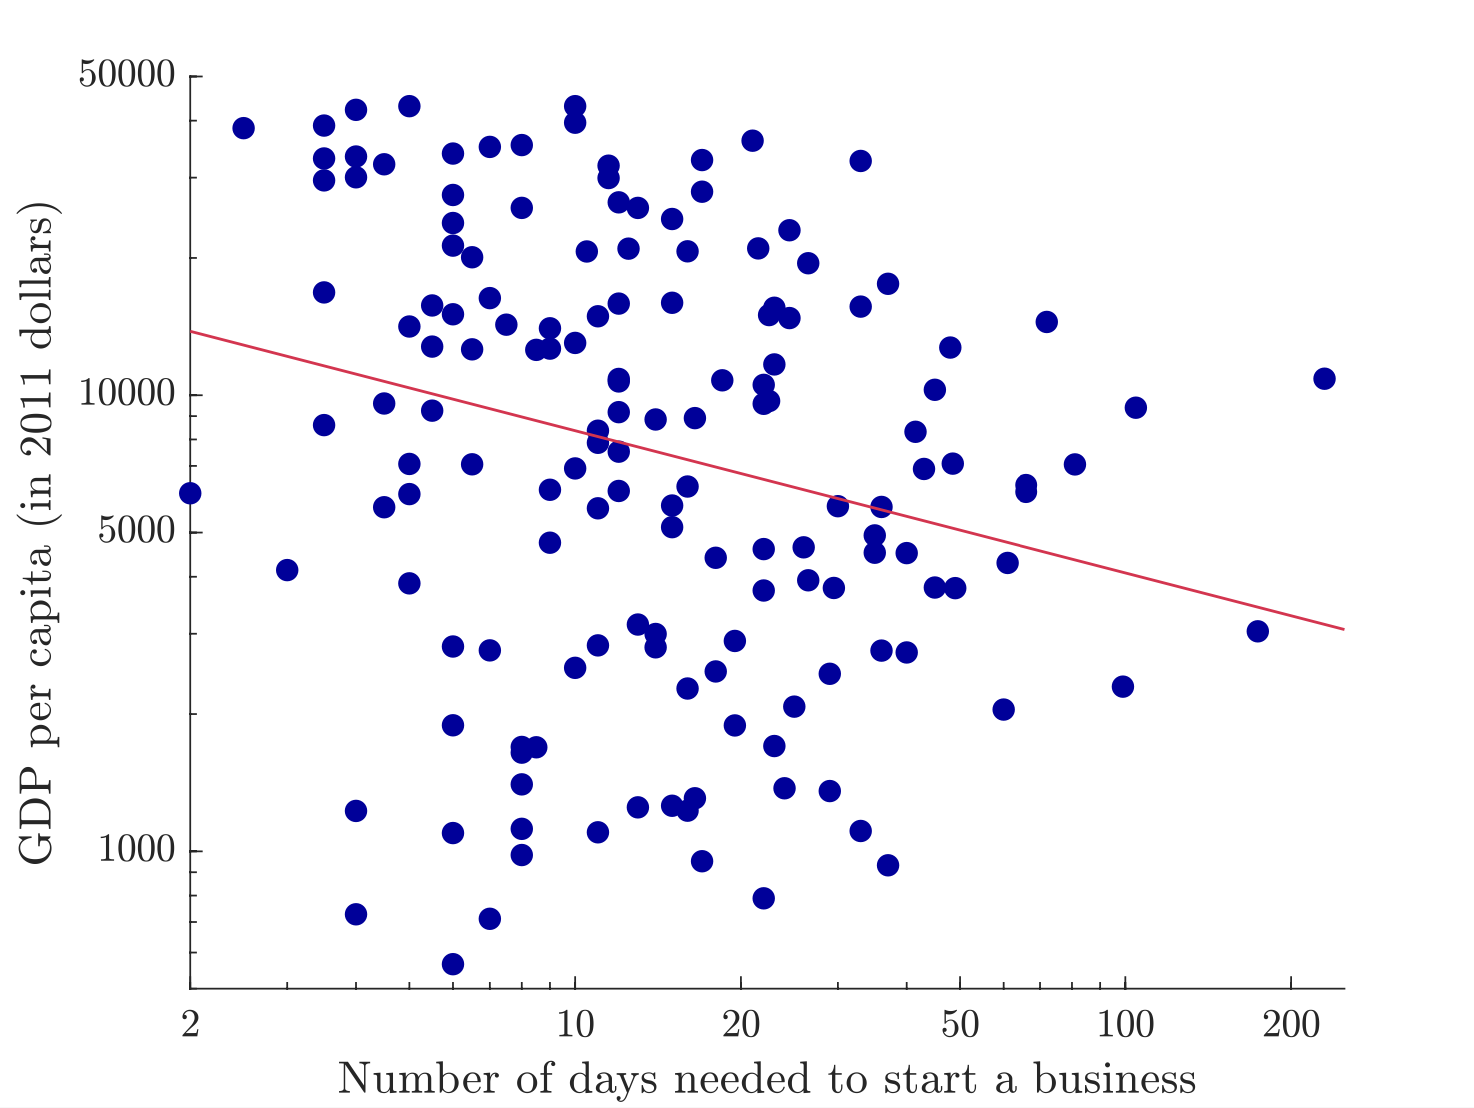 50000
10000
5000
1000
GDP per capita (in 2011 dollars)
2 10 20 50 100 200
Number of days needed to start a business